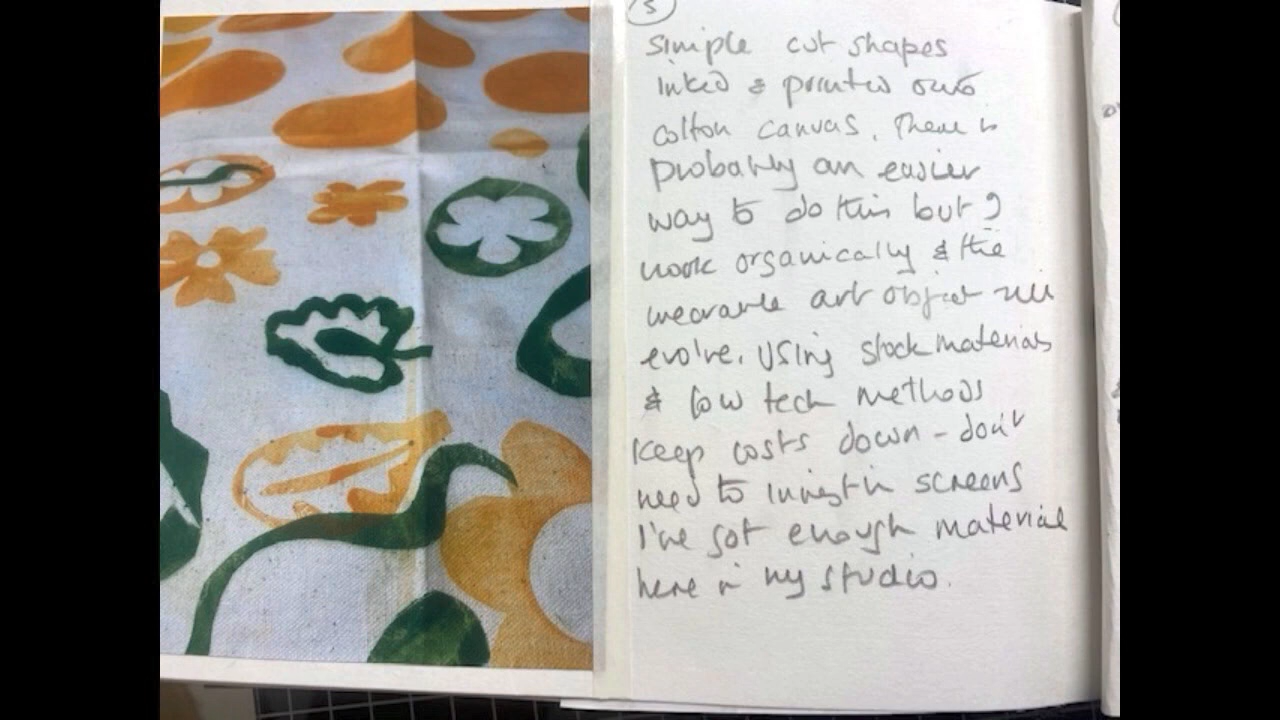 5
simple cut shapes
inked & printed onto
cotton canvas. There is
probably an easier
way to do this but I
work organically & the
wearable art object will
evolve. Using stock materials
& low tech methods
keep costs down - don't
need to invest in screens
I've got enough material
here in my studio.